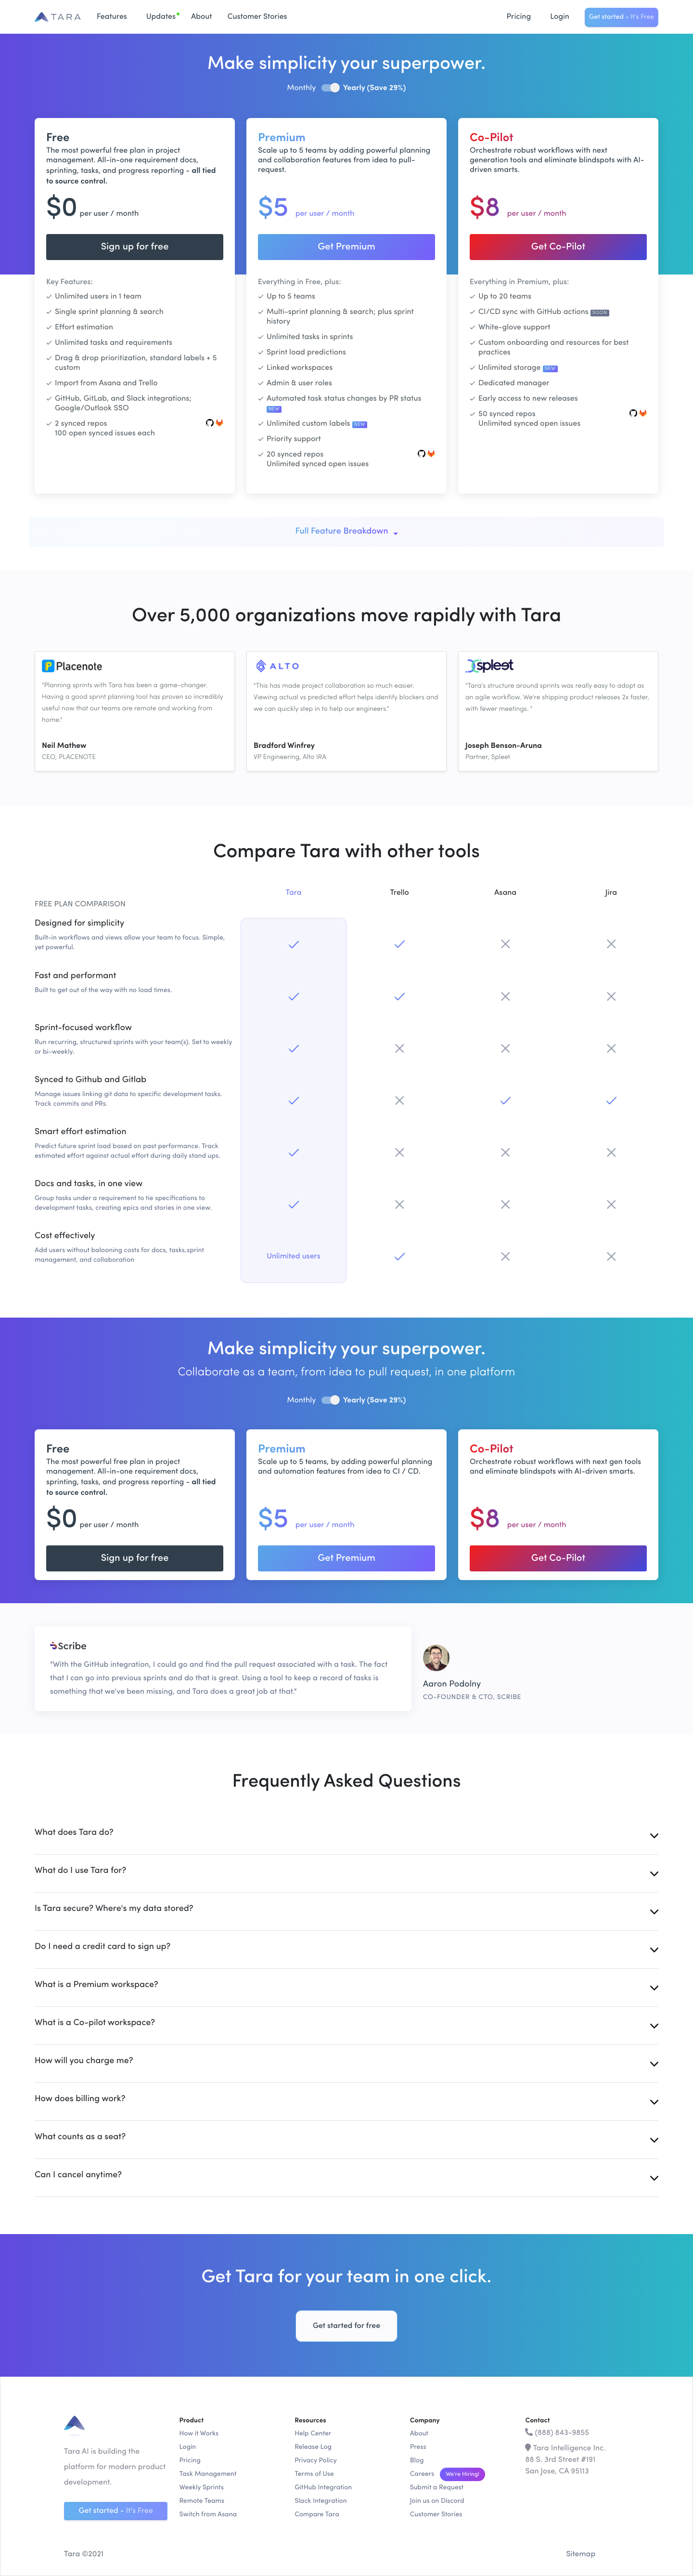 TARA
Features
Updates
About
Customer Stories
Pricing
Login
Get started - It's Free
Make simplicity your superpower.
Monthly
Yearly (Save 29%)
Free
The most powerful free plan in project
management. All-in-one requirement docs,
sprinting, tasks, and progress reporting - all tied
to source control.
$0 per user / month
Sign up for free
Key Features:
Unlimited users in 1 team
Single sprint planning & search
Effort estimation
Unlimited tasks and requirements
Drag & drop prioritization, standard labels + 5
custom
Import from Asana and Trello
GitHub, GitLab, and Slack integrations;
Google/Outlook SSO
2 synced repos
100 open synced issues each
Premium
Scale up to 5 teams by adding powerful planning
and collaboration features from idea to pull-
request.
$5 per user / month
Get Premium
Everything in Free, plus:
Up to 5 teams
Multi-sprint planning & search; plus sprint
history
Unlimited tasks in sprints
Sprint load predictions
Linked workspaces
Admin & user roles
Automated task status changes by PR status
NEW
Unlimited custom labels NEW
Priority support
20 synced repos
Unlimited synced open issues
Co-Pilot
Orchestrate robust workflows with next
generation tools and eliminate blindspots with AI-
driven smarts.
$8 per user / month
Get Co-Pilot
Everything in Premium, plus:
Up to 20 teams
CI/CD sync with GitHub actions SOON
White-glove support
Custom onboarding and resources for best
practices
Unlimited storage NEW
Dedicated manager
Early access to new releases
50 synced repos
Unlimited synced open issues
Full Feature Breakdown
Over 5,000 organizations move rapidly with Tara
Placenote
"Planning sprints with Tara has been a game-changer.
Having a good sprint planning tool has proven so incredibly
useful now that our teams are remote and working from
home."
Neil Mathew
CEO, PLACENOTE
ALTO
"This has made project collaboration so much easier.
Viewing actual vs predicted effort helps identify blockers and
we can quickly step in to help our engineers."
Bradford Winfrey
VP Engineering, Alto IRA
spleet
"Tara's structure around sprints was really easy to adopt as
an agile workflow. We're shipping product releases 2x faster,
with fewer meetings. "
Joseph Benson-Aruna
Partner, Spleet
Compare Tara with other tools
FREE PLAN COMPARISON
Tara
Trello
Asana
Jira
Designed for simplicity
Built-in workflows and views allow your team to focus. Simple,
yet powerful.
Fast and performant
Built to get out of the way with no load times.
Sprint-focused workflow
Run recurring, structured sprints with your team(s). Set to weekly
or bi-weekly.
Synced to Github and Gitlab
Manage issues linking git data to specific development tasks.
Track commits and PRs.
Smart effort estimation
Predict future sprint load based on past performance. Track
estimated effort against actual effort during daily stand ups.
Docs and tasks, in one view
Group tasks under a requirement to tie specifications to
development tasks, creating epics and stories in one view.
Cost effectively
Add users without balooning costs for docs, tasks,sprint
management, and collaboration
Unlimited users
Make simplicity your superpower.
Collaborate as a team, from idea to pull request, in one platform
Monthly
Yearly (Save 29%)
Free
The most powerful free plan in project
management. All-in-one requirement docs,
sprinting, tasks, and progress reporting - all tied
to source control.
$0 per user / month
Sign up for free
Premium
Scale up to 5 teams, by adding powerful planning
and automation features from idea to CI / CD.
$5 per user / month
Get Premium
Co-Pilot
Orchestrate robust workflows with next gen tools
and eliminate blindspots with AI-driven smarts.
$8 per user / month
Get Co-Pilot
Scribe
"With the GitHub integration, I could go and find the pull request associated with a task. The fact
that I can go into previous sprints and do that is great. Using a tool to keep a record of tasks is
something that we've been missing, and Tara does a great job at that."
Aaron Podolny
CO-FOUNDER & CTO, SCRIBE
Frequently Asked Questions
What does Tara do?
What do I use Tara for?
Is Tara secure? Where's my data stored?
Do I need a credit card to sign up?
What is a Premium workspace?
What is a Co-pilot workspace?
How will you charge me?
How does billing work?
What counts as a seat?
Can I cancel anytime?
Get Tara for your team in one click.
Get started for free
Tara AI is building the
platform for modern product
development.
Get started - It's Free
Product
How it Works
Login
Pricing
Task Management
Weekly Sprints
Remote Teams
Switch from Asana
Resources
Help Center
Release Log
Privacy Policy
Terms of Use
GitHub Integration
Slack Integration
Compare Tara
Company
About
Press
Blog
Careers We're Hiring!
Submit a Request
Join us on Discord
Customer Stories
Contact
(888) 843-9855
Tara Intelligence Inc.
88 S. 3rd Street #191
San Jose, CA 95113
Tara ©2021
Sitemap